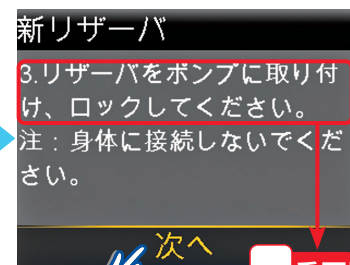 新リザーバ
3.リザーバをポンプに取り付
け、ロックしてください。
注：身体に接続しないでくだ
さい。
次へ